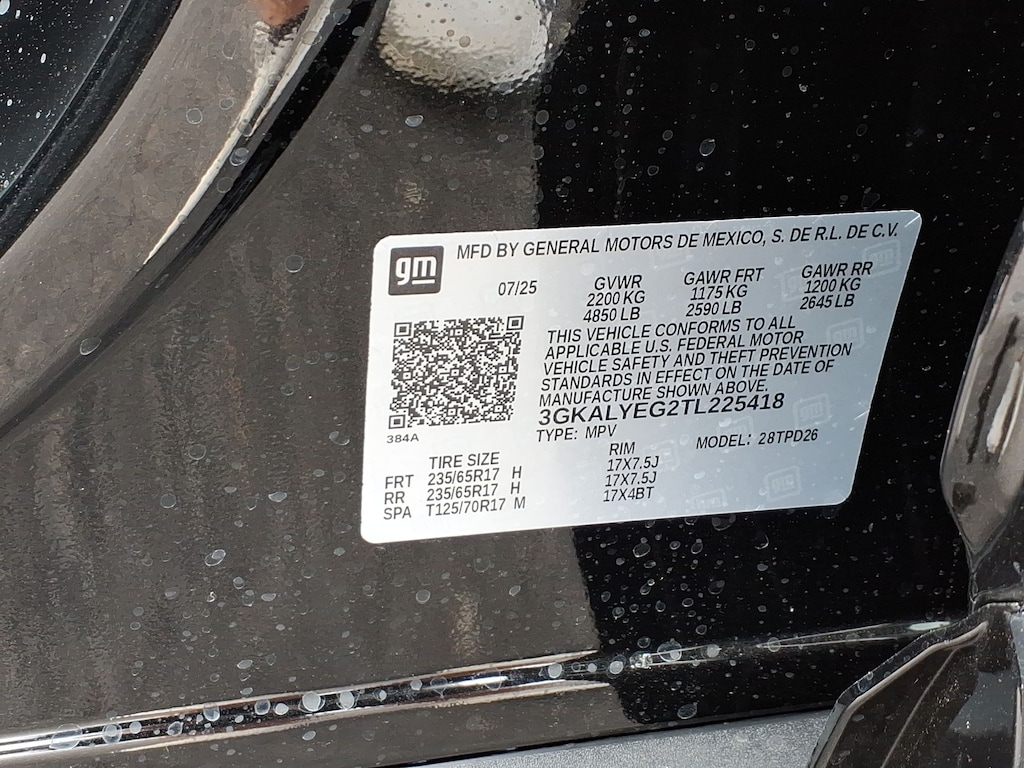 gm
MFD BY GENERAL MOTORS DE MEXICO, S. DE R.L. DE C.V.
07/25 GVWR GAWR FRT GAWR RR
2200 KG 1175 KG 1200 KG
4850 LB 2590 LB 2645 LB
THIS VEHICLE CONFORMS TO ALL
APPLICABLE U.S. FEDERAL MOTOR
VEHICLE SAFETY AND THEFT PREVENTION
STANDARDS IN EFFECT ON THE DATE OF
MANUFACTURE SHOWN ABOVE.
3GKALYEG2TL225418
384A
TYPE: MPV MODEL: 28TPD26
TIRE SIZE RIM
FRT 235/65R17 H 17X7.5J
RR 235/65R17 H 17X7.5J
SPA T125/70R17 M 17X4BT